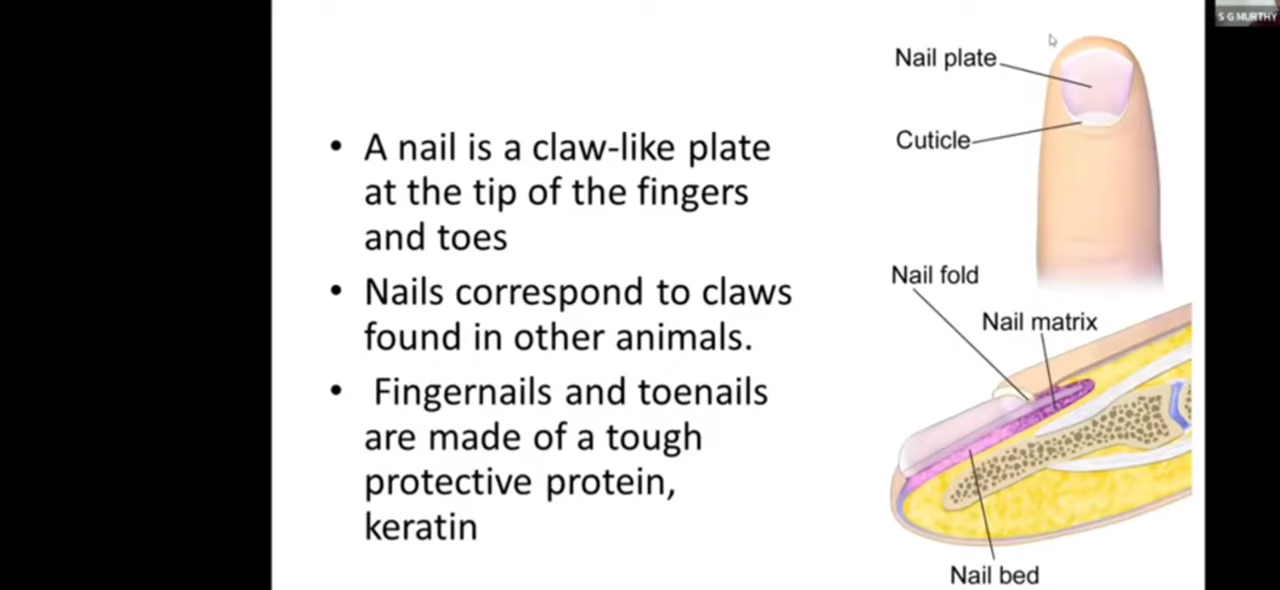 S G MURTHY
• A nail is a claw-like plate
at the tip of the fingers
and toes
• Nails correspond to claws
found in other animals.
• Fingernails and toenails
are made of a tough
protective protein,
keratin
Nail plate
Cuticle
Nail fold
Nail matrix
Nail bed